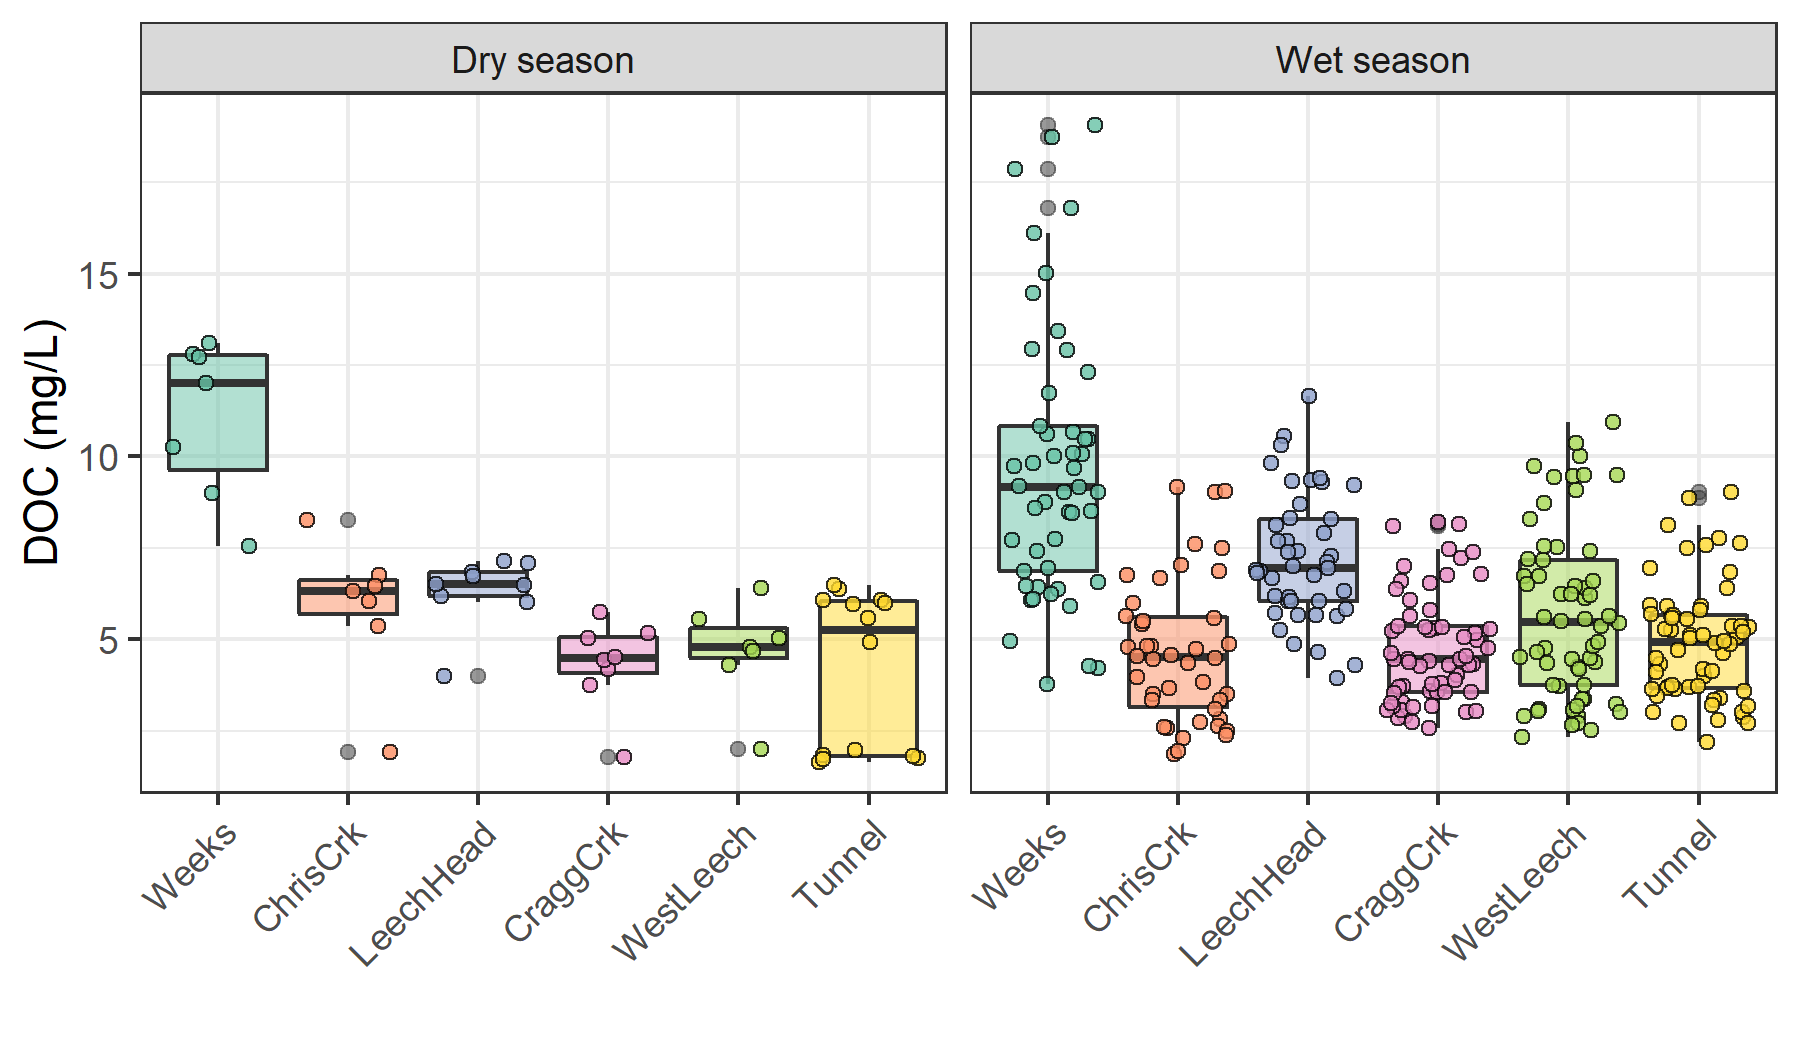 Dry season
Wet season
DOC (mg/L)
15
10
5
Weeks
ChrisCrk
LeechHead
CraggCrk
WestLeech
Tunnel
Weeks
ChrisCrk
LeechHead
CraggCrk
WestLeech
Tunnel